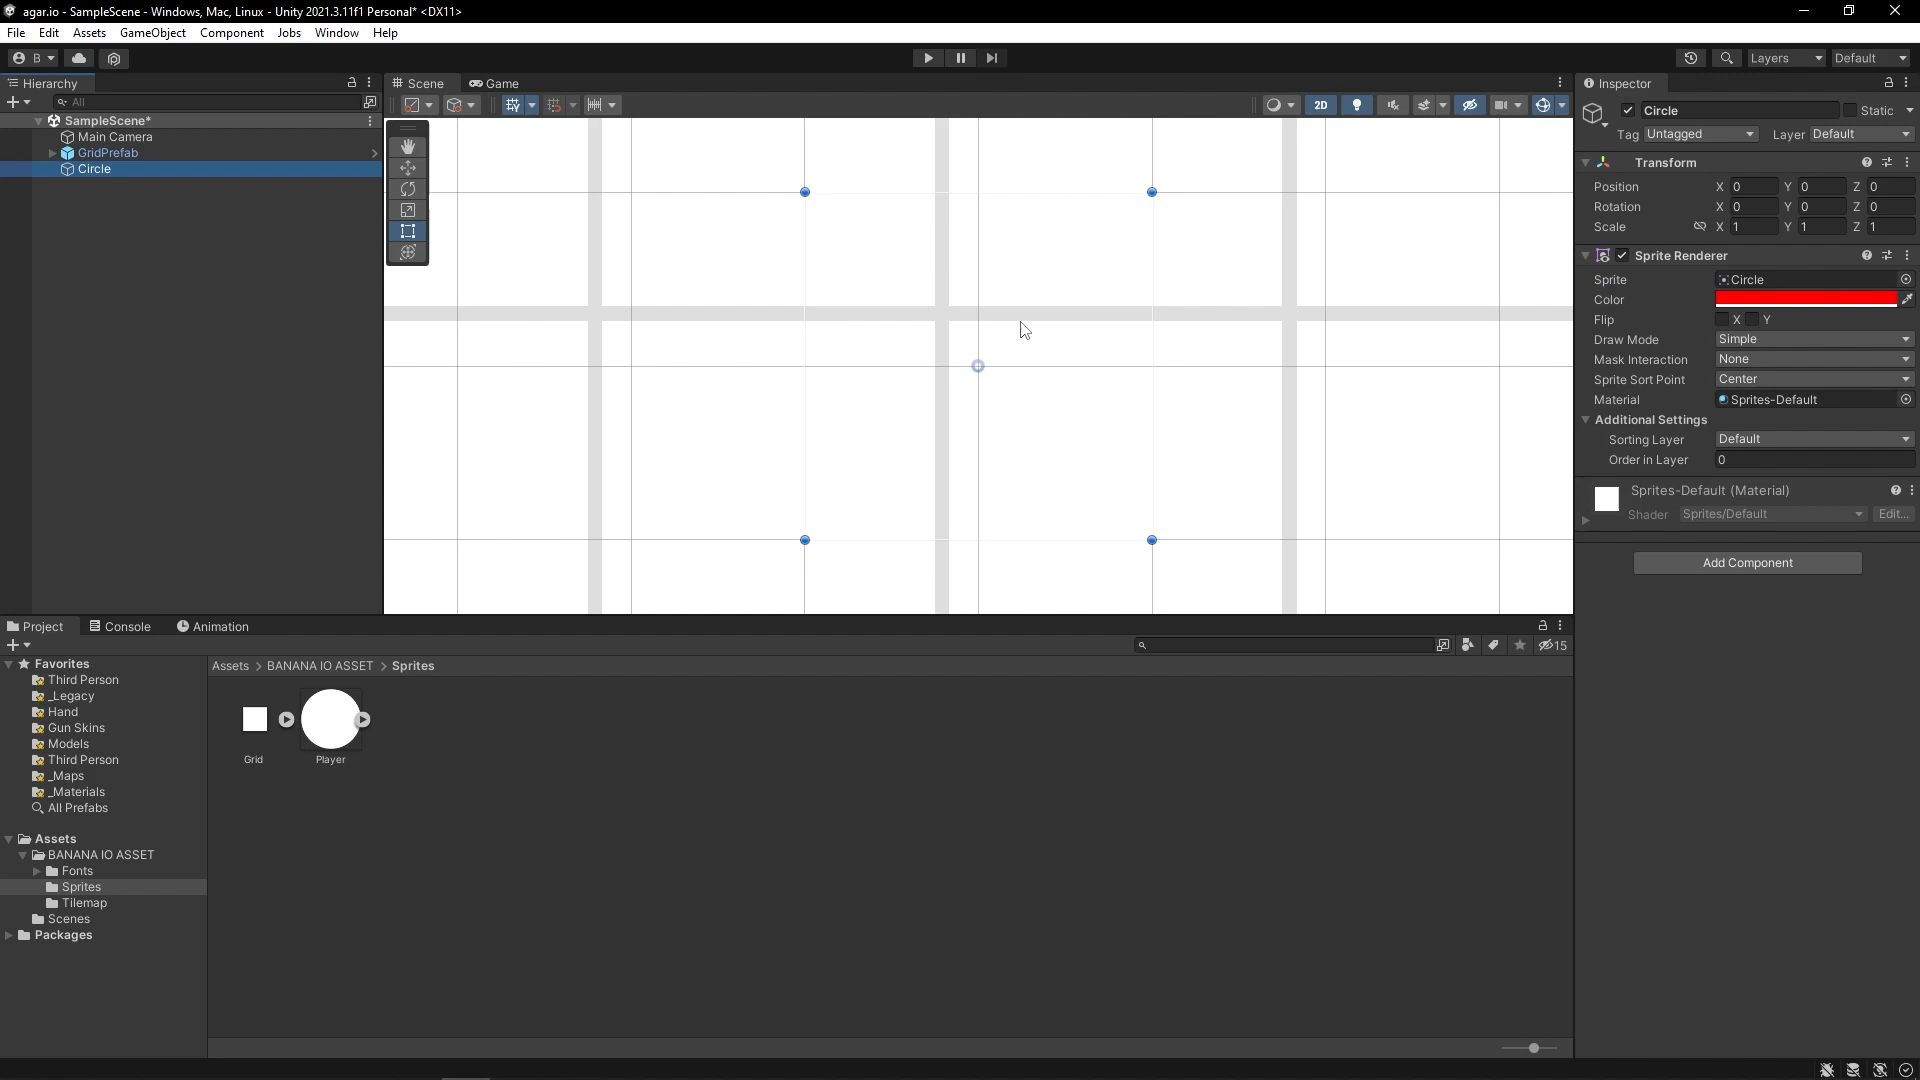 agar.io - SampleScene - Windows, Mac, Linux - Unity 2021.3.11f1 Personal* <DX11>
File Edit Assets GameObject Component Jobs Window Help
B Layers Default
Hierarchy
All
SampleScene*
Main Camera
GridPrefab
Circle
Scene Game
2D
Inspector
Circle Static
Tag Untagged Layer Default
Transform
Position X 0 Y 0 Z 0
Rotation X 0 Y 0 Z 0
Scale X 1 Y 1 Z 1
Sprite Renderer
Sprite Circle
Color
Flip X Y
Draw Mode Simple
Mask Interaction None
Sprite Sort Point Center
Material Sprites-Default
Additional Settings
Sorting Layer Default
Order in Layer 0
Sprites-Default (Material)
Shader Sprites/Default Edit...
Add Component
Project Console Animation
15
Favorites
Third Person
_Legacy
Hand
Gun Skins
Models
Third Person
_Maps
_Materials
All Prefabs
Assets
BANANA IO ASSET
Fonts
Sprites
Tilemap
Scenes
Packages
Assets > BANANA IO ASSET > Sprites
Grid Player